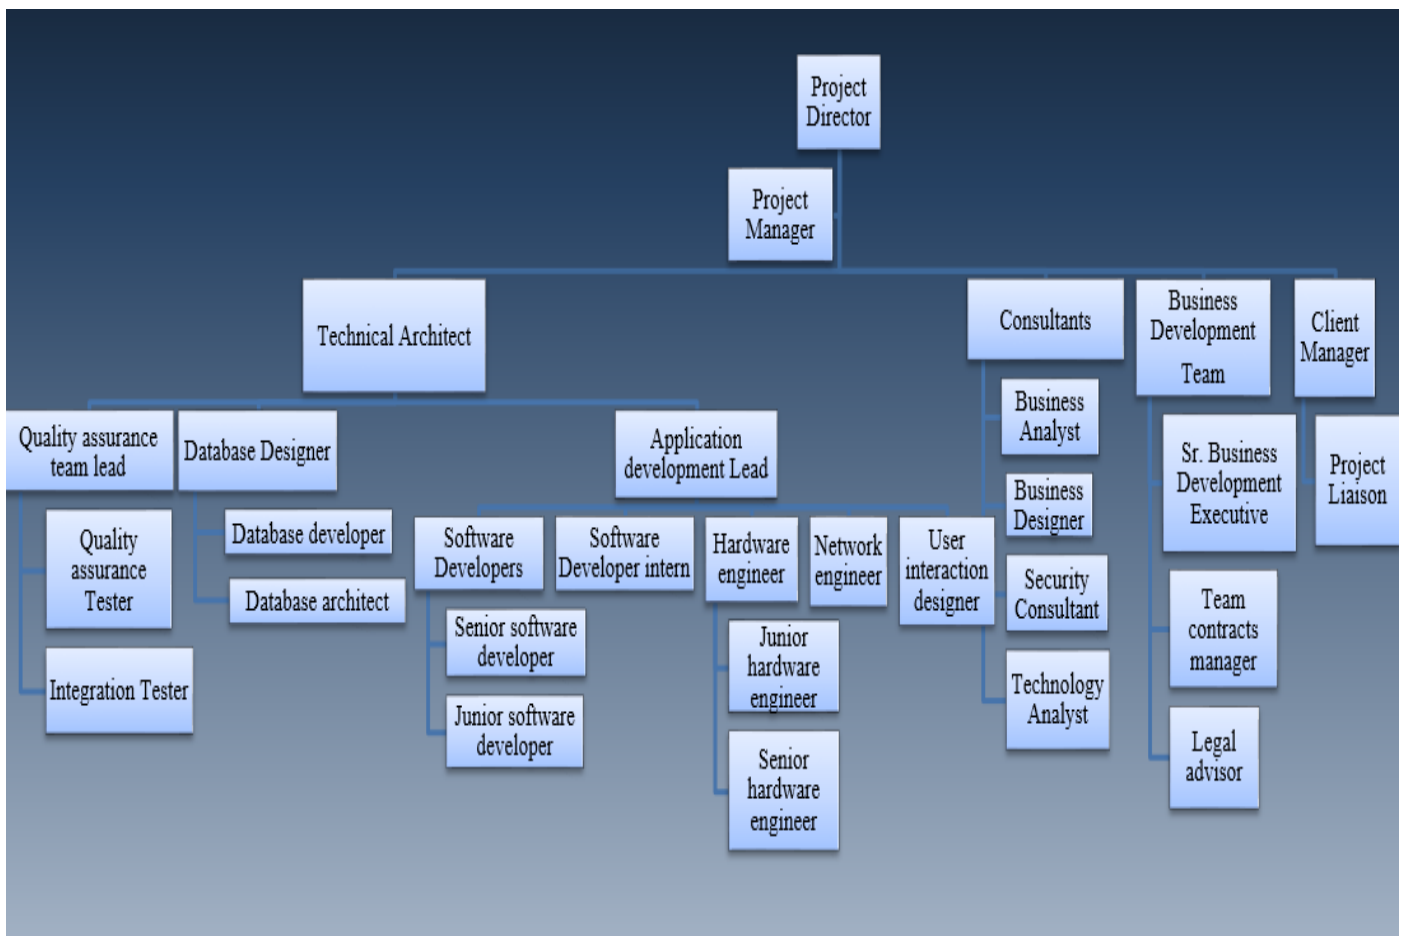 Project
Director
Project
Manager
Technical Architect
Consultants
Business
Development
Team
Client
Manager
Quality assurance
team lead
Database Designer
Application
development Lead
Business
Analyst
Sr. Business
Development
Executive
Project
Liaison
Quality
assurance
Tester
Database developer
Database architect
Software
Developers
Software
Developer intern
Hardware
engineer
Network
engineer
User
interaction
designer
Business
Designer
Security
Consultant
Team
contracts
manager
Integration Tester
Senior software
developer
Junior software
developer
Junior
hardware
engineer
Senior
hardware
engineer
Technology
Analyst
Legal
advisor